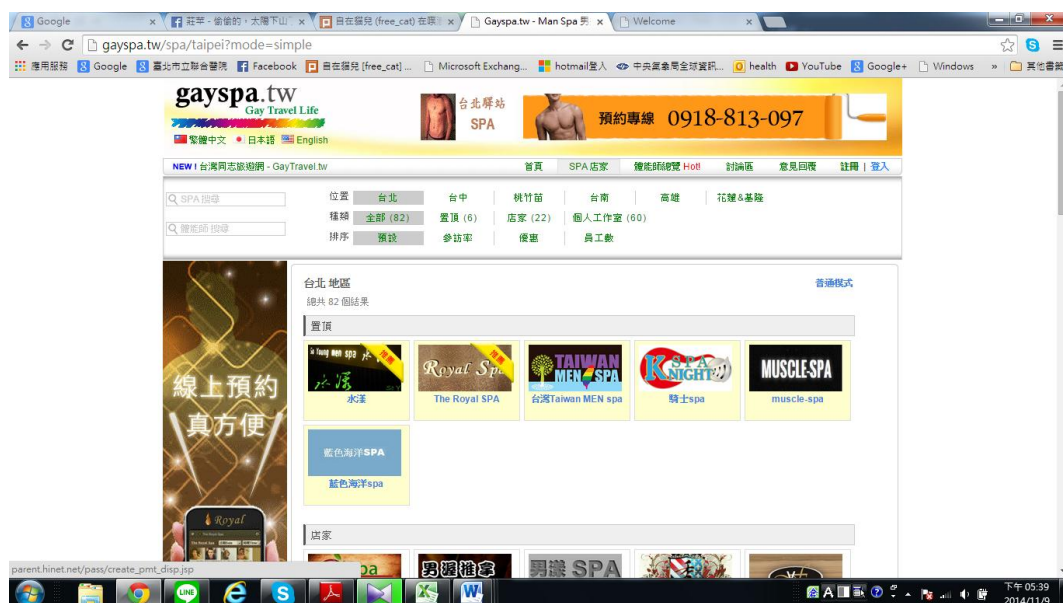 Google
莊苹 - 偷偷的,太陽下山
自在貓兒 (free_cat) 在噗
Gayspa.tw - Man Spa 男
Welcome
gayspa.tw/spa/taipei?mode=simple
應用服務 Google 臺北市立聯合醫院 Facebook 自在貓兒 [free_cat] ... Microsoft Exchang... hotmail登入 中央氣象局全球資訊... health YouTube Google+ Windows » 其他書籤
gayspa.tw
Gay Travel Life
繁體中文 日本語 English
台北驛站
SPA
預約專線 0918-813-097
NEW! 台灣同志旅遊網 - GayTravel.tw
首頁 SPA店家 體能師總覽 Hot! 討論區 意見回覆 註冊 | 登入
SPA 搜尋
體能師 搜尋
位置 台北 台中 桃竹苗 台南 高雄 花蓮&基隆
種類 全部 (82) 置頂 (6) 店家 (22) 個人工作室 (60)
排序 預設 參訪率 優惠 員工數
台北 地區
普通模式
總共 82 個結果
置頂
Young men spa
推薦
水漾
Royal Spa
推薦
The Royal SPA
TAIWAN
MEN SPA
台灣Taiwan MEN spa
SPA
KNIGHT
騎士spa
MUSCLE-SPA
muscle-spa
藍色海洋SPA
藍色海洋spa
線上預約
真方便
Royal
店家
pa
男漾 SPA
parent.hinet.net/pass/create_pmt_disp.jsp
LINE
A
下午 05:39
2014/11/9